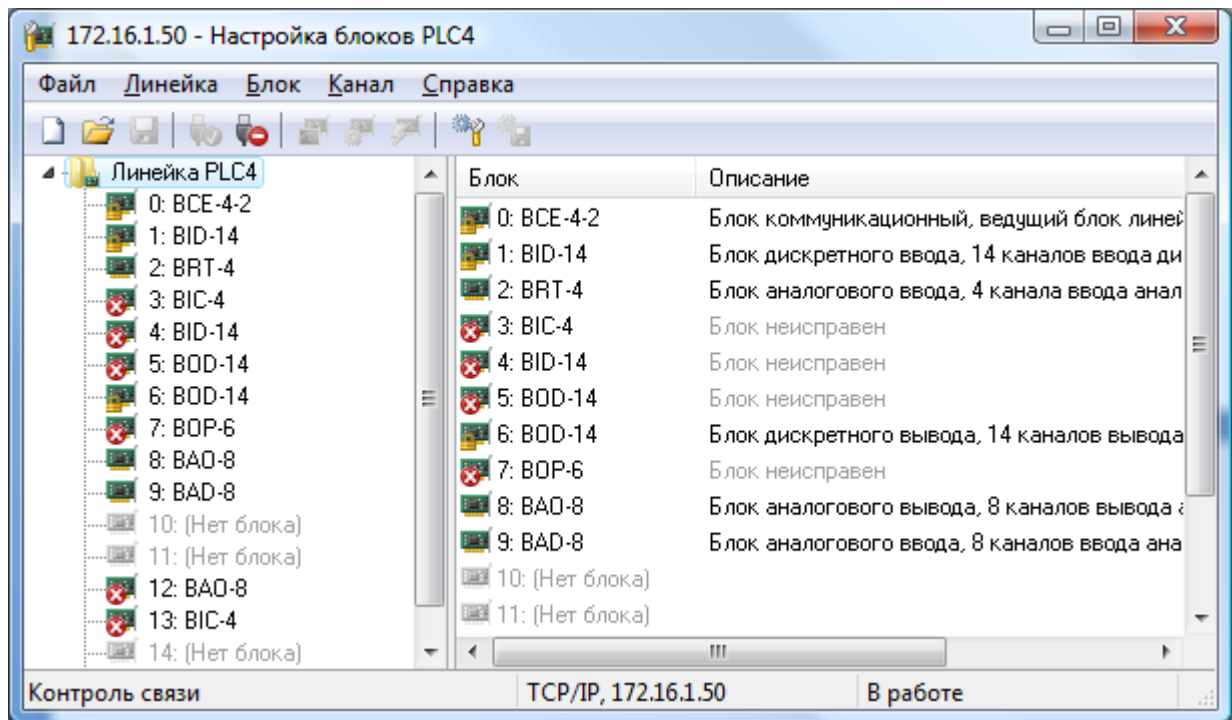 172.16.1.50 - Настройка блоков PLC4
Файл Линейка Блок Канал Справка
Линейка PLC4
0: BCE-4-2
1: BID-14
2: BRT-4
3: BIC-4
4: BID-14
5: BOD-14
6: BOD-14
7: BOP-6
8: BAO-8
9: BAD-8
10: (Нет блока)
11: (Нет блока)
12: BAO-8
13: BIC-4
14: (Нет блока)
Блок Описание
0: BCE-4-2 Блок коммуникационный, ведущий блок линей
1: BID-14 Блок дискретного ввода, 14 каналов ввода ди
2: BRT-4 Блок аналогового ввода, 4 канала ввода анал
3: BIC-4 Блок неисправен
4: BID-14 Блок неисправен
5: BOD-14 Блок неисправен
6: BOD-14 Блок дискретного вывода, 14 каналов вывода
7: BOP-6 Блок неисправен
8: BAO-8 Блок аналогового вывода, 8 каналов вывода а
9: BAD-8 Блок аналогового ввода, 8 каналов ввода ана
10: (Нет блока)
11: (Нет блока)
Контроль связи TCP/IP, 172.16.1.50 В работе